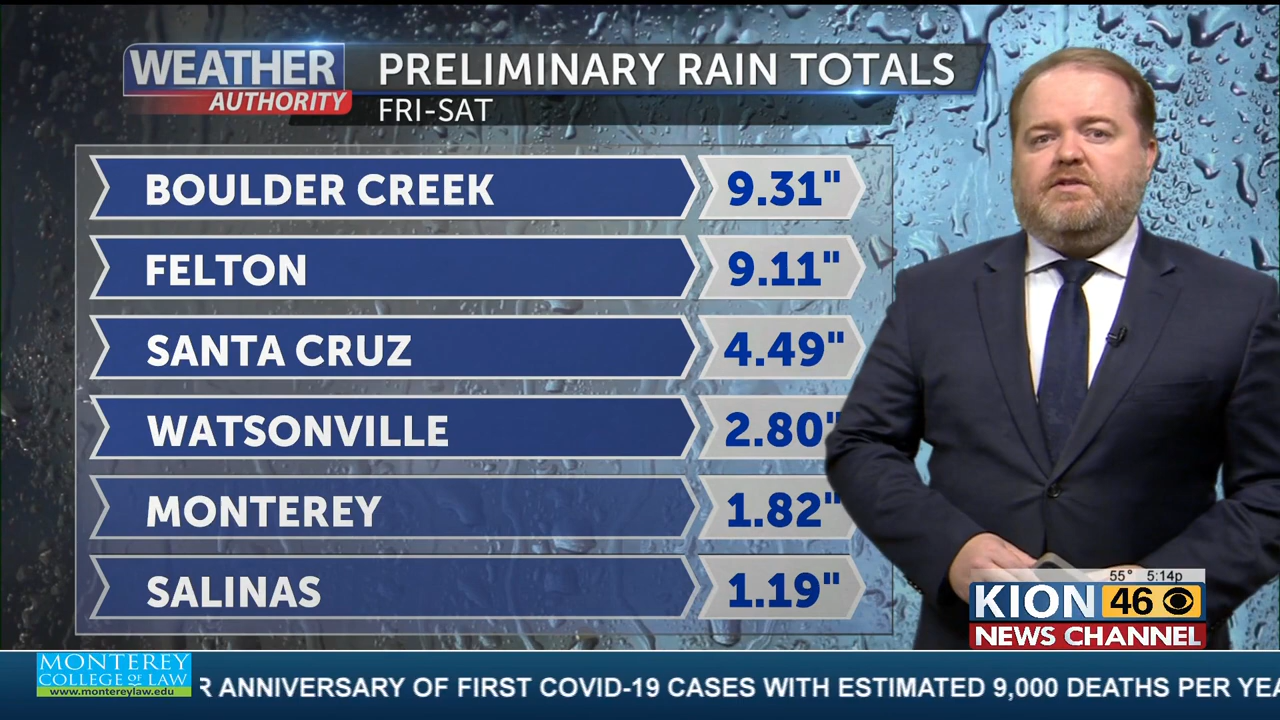 WEATHER
AUTHORITY
PRELIMINARY RAIN TOTALS
FRI-SAT
BOULDER CREEK 9.31"
FELTON 9.11"
SANTA CRUZ 4.49"
WATSONVILLE 2.80"
MONTEREY 1.82"
SALINAS 1.19"
55° 5:14p
KION 46
NEWS CHANNEL
MONTEREY
COLLEGE OF LAW
www.montereylaw.edu
R ANNIVERSARY OF FIRST COVID-19 CASES WITH ESTIMATED 9,000 DEATHS PER YEA